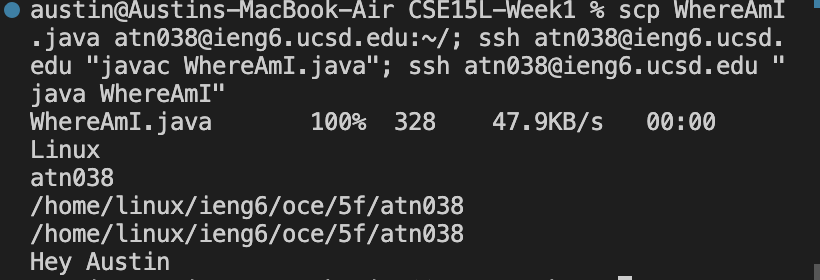 austin@Austins-MacBook-Air CSE15L-Week1 % scp WhereAmI
.java atn038@ieng6.ucsd.edu:~/; ssh atn038@ieng6.ucsd.
edu "javac WhereAmI.java"; ssh atn038@ieng6.ucsd.edu "
java WhereAmI"
WhereAmI.java       100%  328    47.9KB/s   00:00
Linux
atn038
/home/linux/ieng6/oce/5f/atn038
/home/linux/ieng6/oce/5f/atn038
Hey Austin